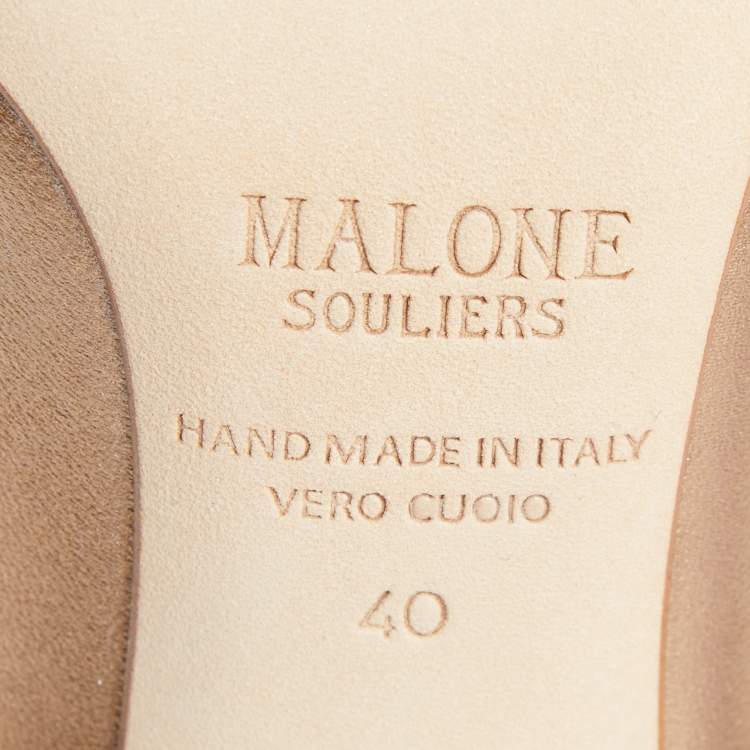 MALONE
SOULIERS
HAND MADE IN ITALY
VERO CUOIO
40